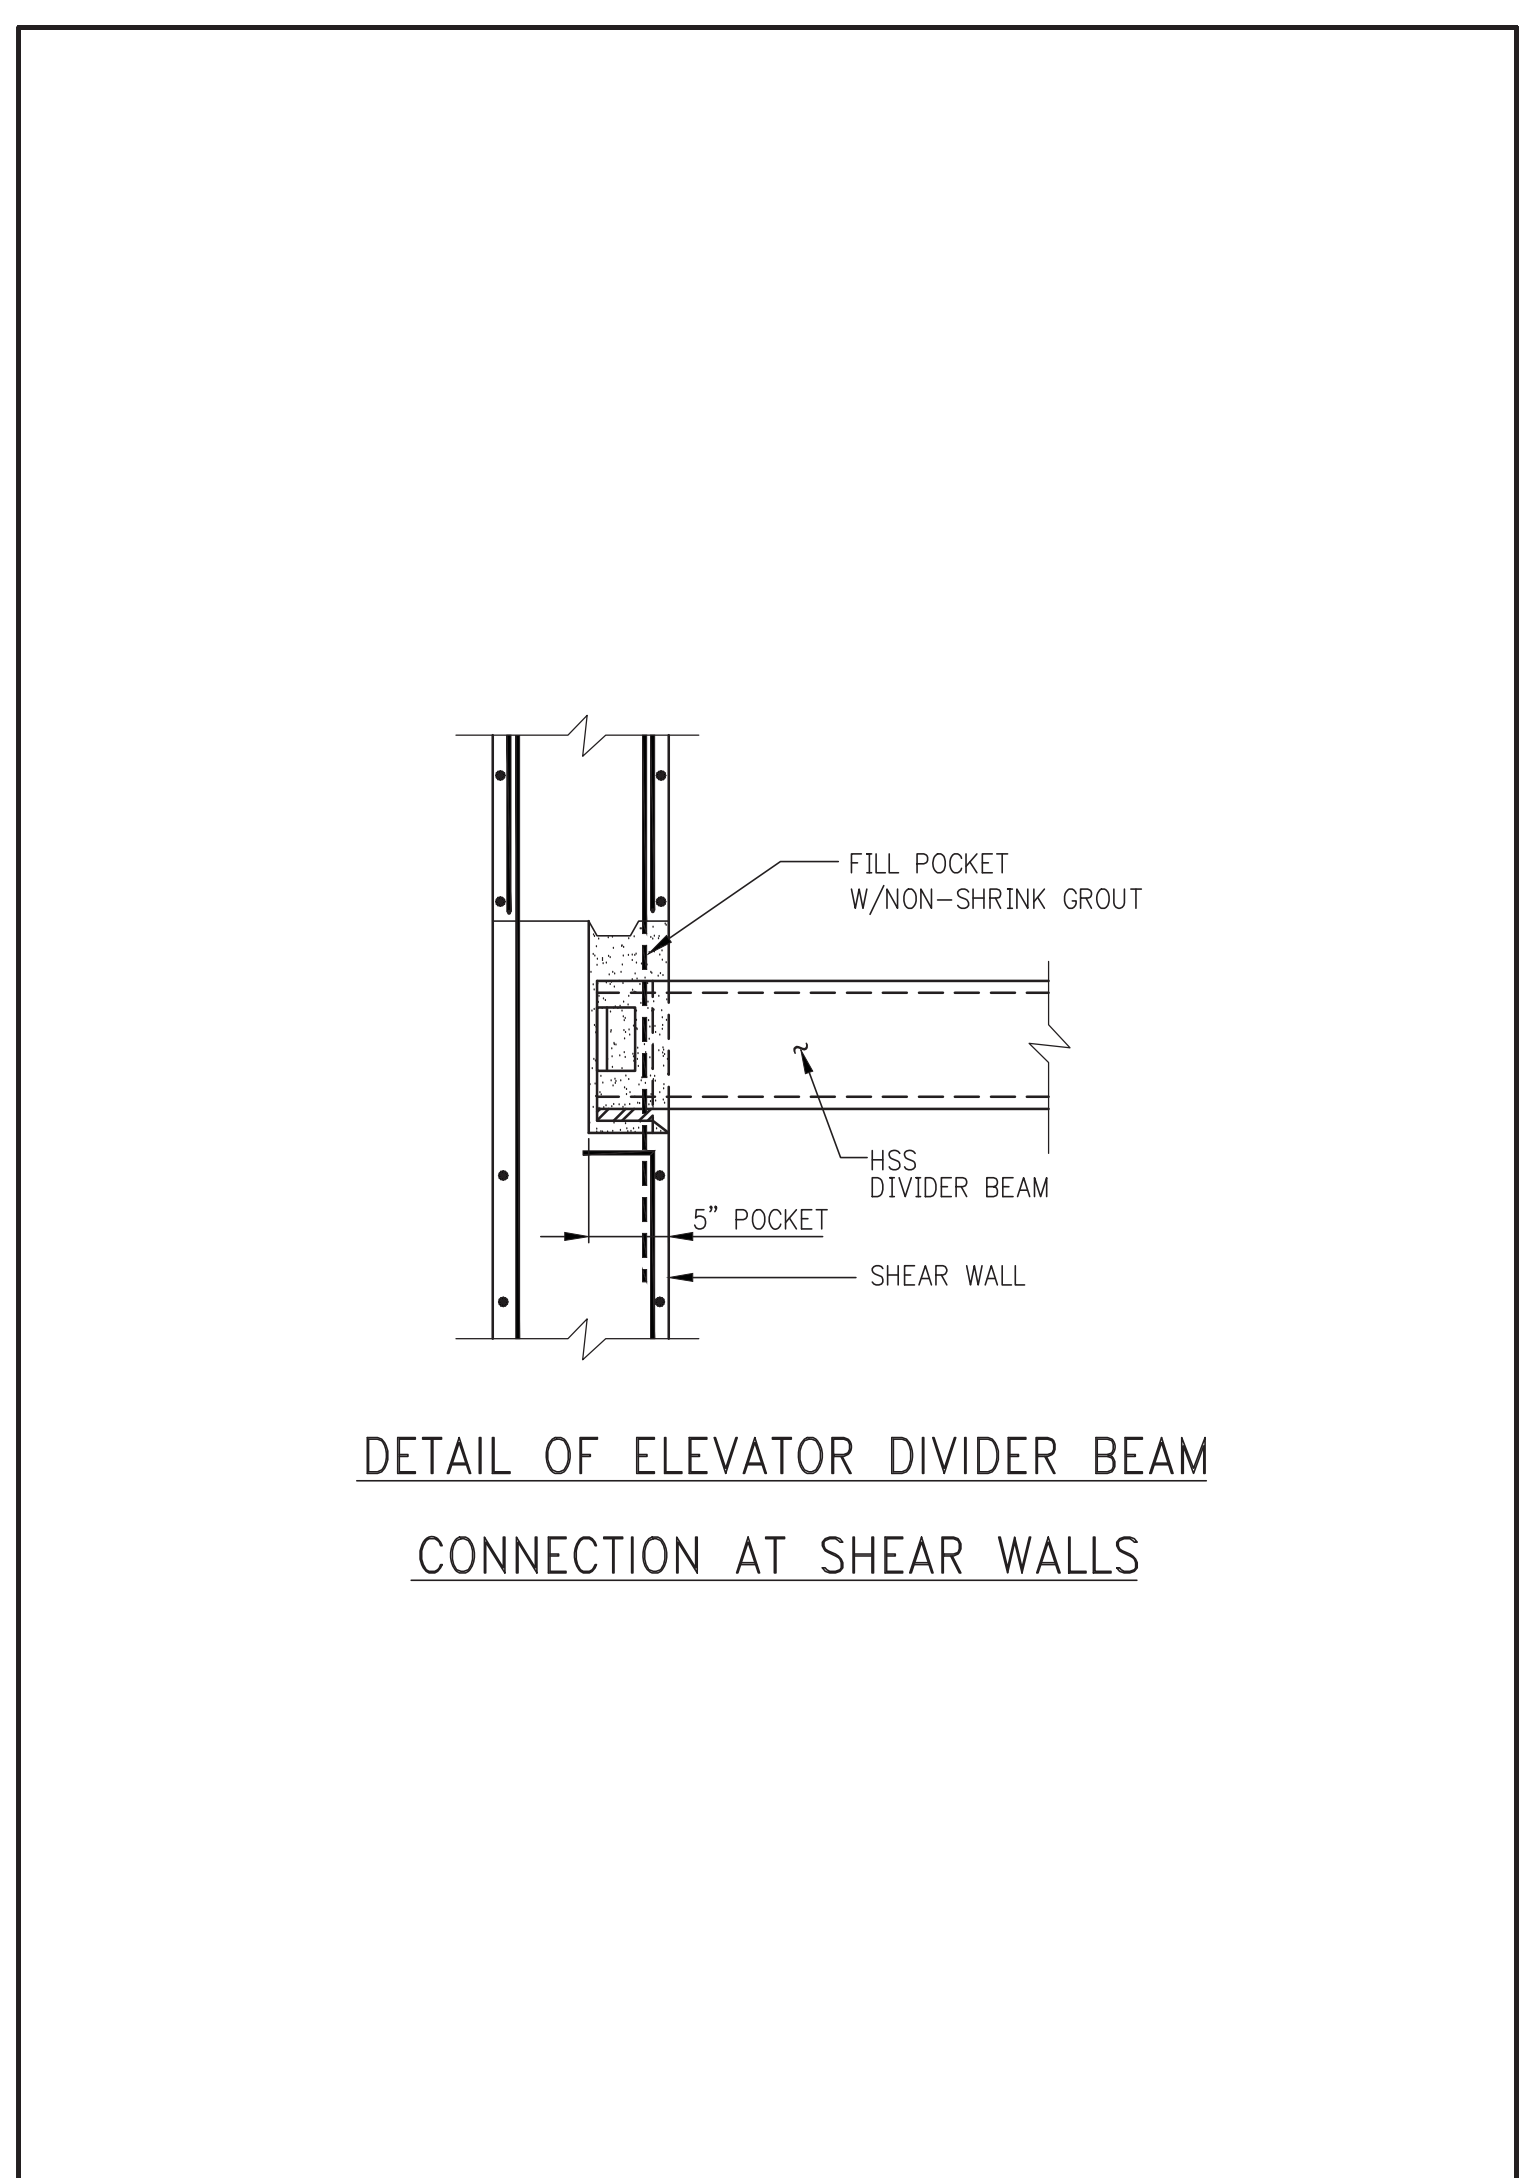 FILL POCKET
W/NON-SHRINK GROUT
HSS
DIVIDER BEAM
5” POCKET
SHEAR WALL
DETAIL OF ELEVATOR DIVIDER BEAM
CONNECTION AT SHEAR WALLS